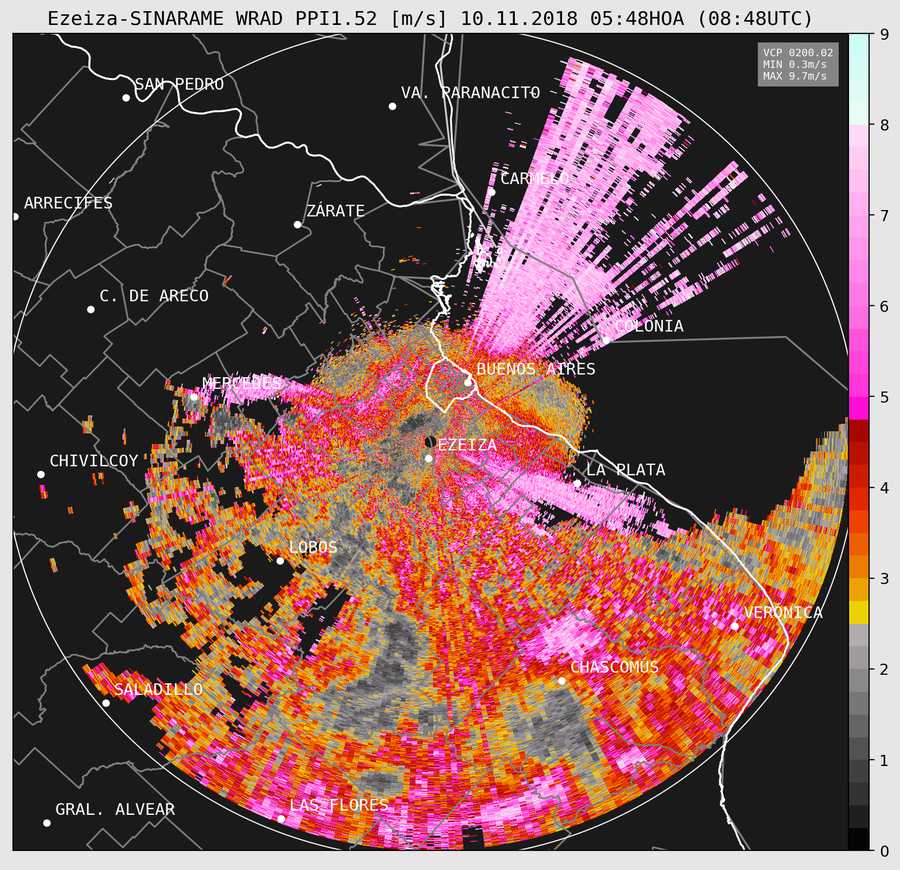 Ezeiza-SINARAME WRAD PPI1.52 [m/s] 10.11.2018 05:48HOA (08:48UTC)
VCP 0200.02
MIN 0.3m/s
MAX 9.7m/s
9
8
7
6
5
4
3
2
1
0
SAN PEDRO
VA. PARANACITO
CARMELO
ARRECIFES
ZÁRATE
C. DE ARECO
COLONIA
BUENOS AIRES
MERCEDES
EZEIZA
CHIVILCOY
LA PLATA
LOBOS
VERÓNICA
CHASCOMÚS
SALADILLO
LAS FLORES
GRAL. ALVEAR